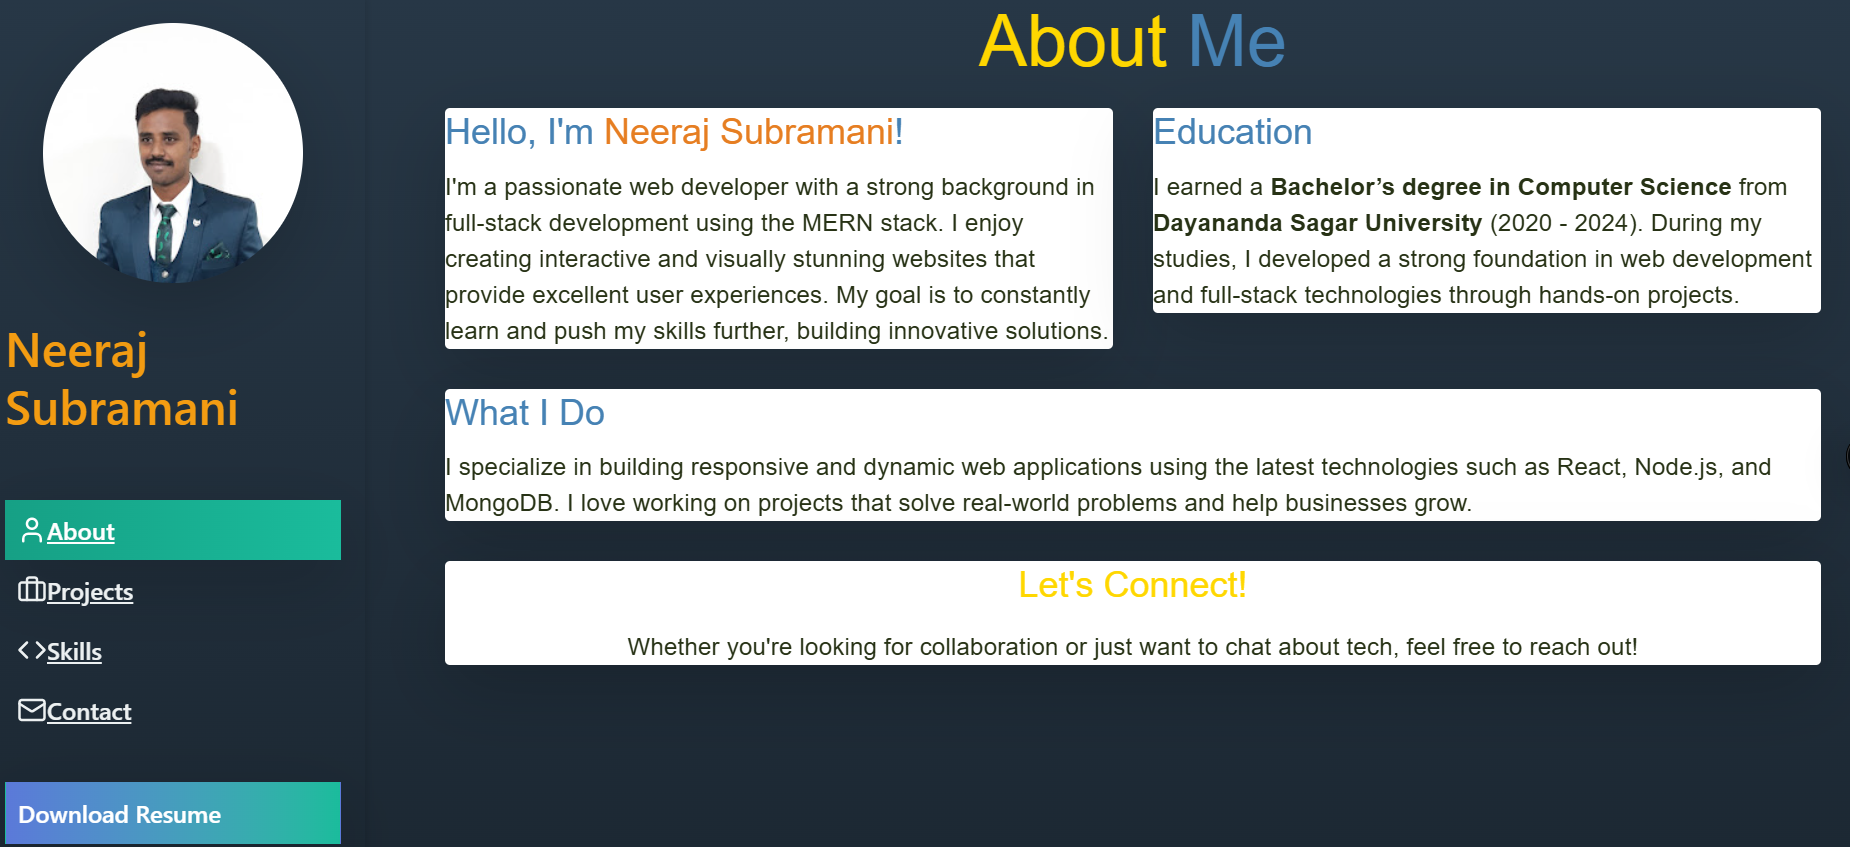 Neeraj
Subramani
About
Projects
Skills
Contact
Download Resume
About Me
Hello, I'm Neeraj Subramani!
I'm a passionate web developer with a strong background in
full-stack development using the MERN stack. I enjoy
creating interactive and visually stunning websites that
provide excellent user experiences. My goal is to constantly
learn and push my skills further, building innovative solutions.
Education
I earned a Bachelor’s degree in Computer Science from
Dayananda Sagar University (2020 - 2024). During my
studies, I developed a strong foundation in web development
and full-stack technologies through hands-on projects.
What I Do
I specialize in building responsive and dynamic web applications using the latest technologies such as React, Node.js, and
MongoDB. I love working on projects that solve real-world problems and help businesses grow.
Let's Connect!
Whether you're looking for collaboration or just want to chat about tech, feel free to reach out!